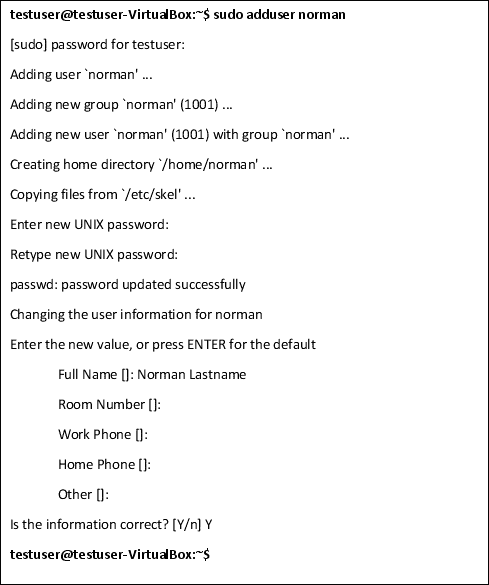 testuser@testuser-VirtualBox:~$ sudo adduser norman
[sudo] password for testuser:
Adding user `norman' ...
Adding new group `norman' (1001) ...
Adding new user `norman' (1001) with group `norman' ...
Creating home directory `/home/norman' ...
Copying files from `/etc/skel' ...
Enter new UNIX password:
Retype new UNIX password:
passwd: password updated successfully
Changing the user information for norman
Enter the new value, or press ENTER for the default
Full Name []: Norman Lastname
Room Number []:
Work Phone []:
Home Phone []:
Other []:
Is the information correct? [Y/n] Y
testuser@testuser-VirtualBox:~$